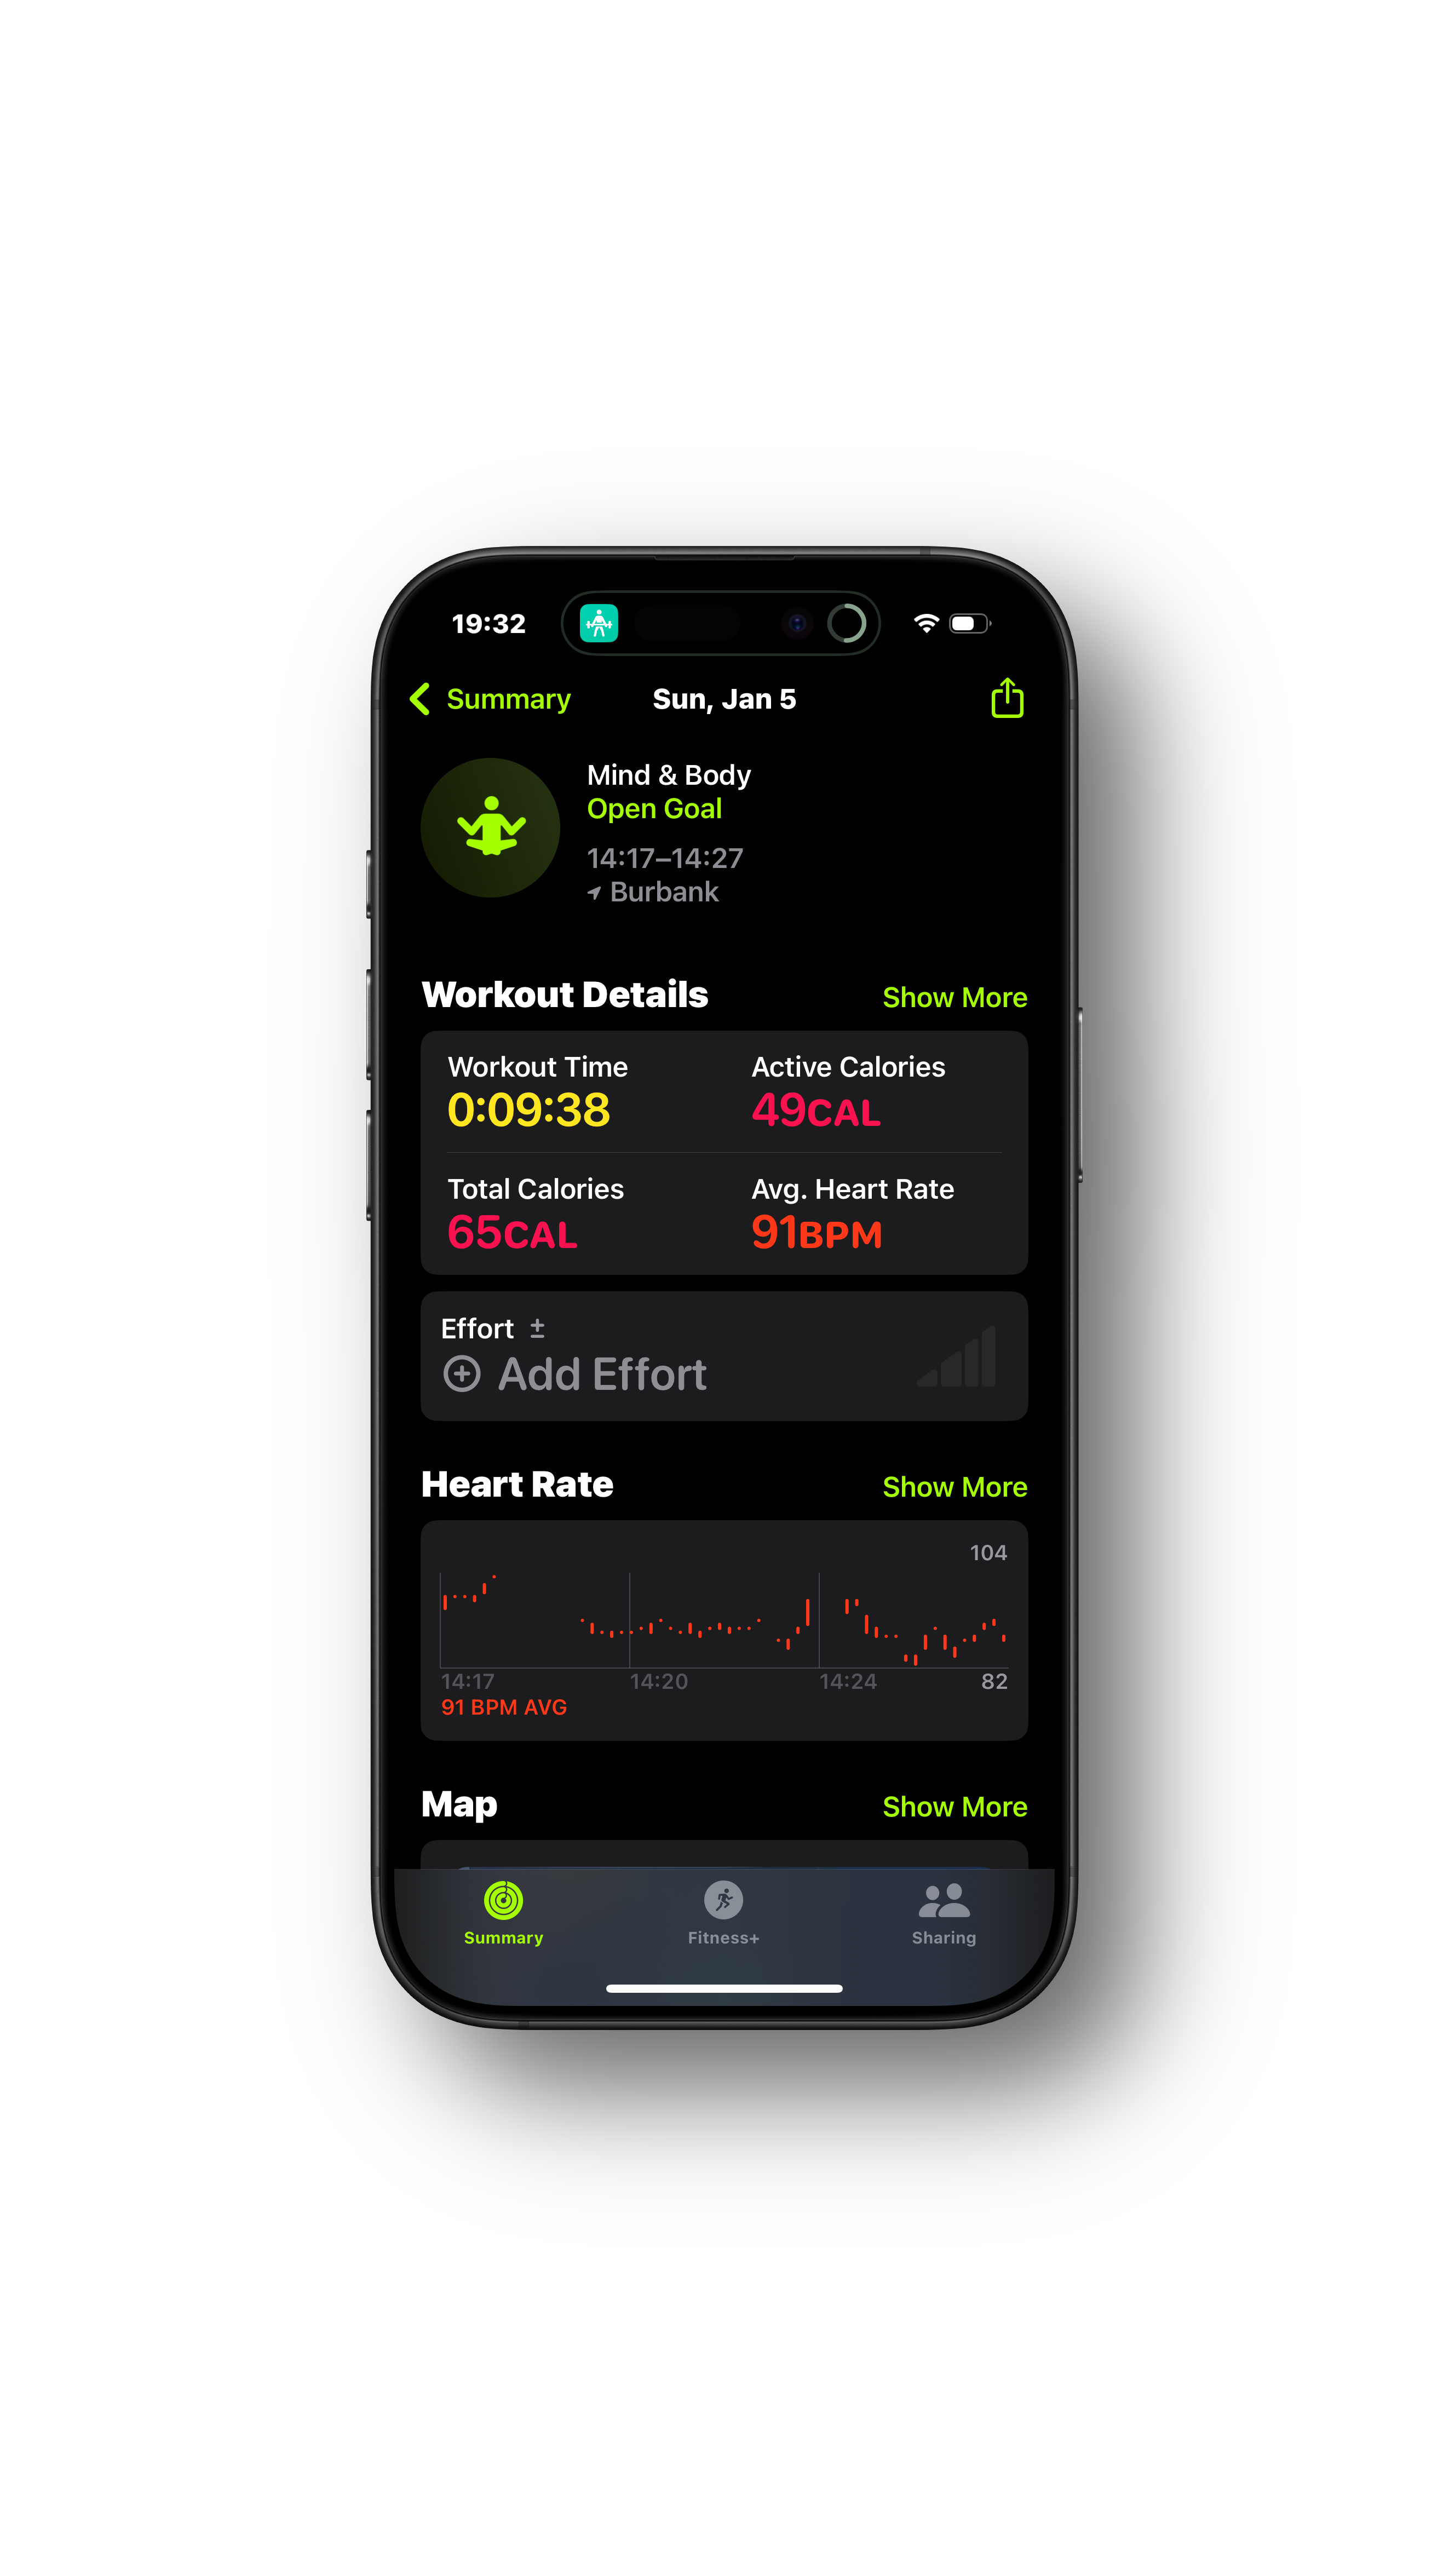 19:32
Summary
Sun, Jan 5
Mind & Body
Open Goal
14:17–14:27
Burbank
Workout Details
Show More
Workout Time
Active Calories
0:09:38
49CAL
Total Calories
Avg. Heart Rate
65CAL
91BPM
Effort ±
Add Effort
Heart Rate
Show More
104
14:17
14:20
14:24
82
91 BPM AVG
Map
Show More
Summary
Fitness+
Sharing